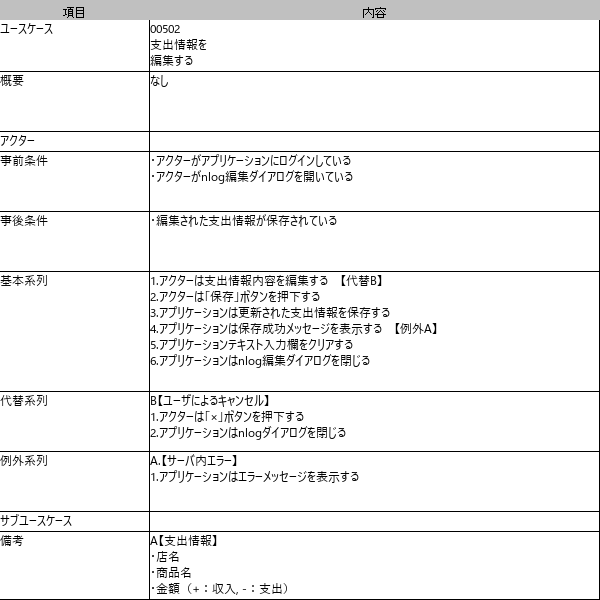 項目 内容
ユースケース 00502
支出情報を
編集する
概要 なし
アクター
事前条件 ・アクターがアプリケーションにログインしている
・アクターがnlog編集ダイアログを開いている
事後条件 ・編集された支出情報が保存されている
基本系列 1.アクターは支出情報内容を編集する 【代替B】
2.アクターは「保存」ボタンを押下する
3.アプリケーションは更新された支出情報を保存する
4.アプリケーションは保存成功メッセージを表示する 【例外A】
5.アプリケーションテキスト入力欄をクリアする
6.アプリケーションはnlog編集ダイアログを閉じる
代替系列 B【ユーザによるキャンセル】
1.アクターは「×」ボタンを押下する
2.アプリケーションはnlogダイアログを閉じる
例外系列 A.【サーバ内エラー】
1.アプリケーションはエラーメッセージを表示する
サブユースケース
備考 A【支出情報】
・店名
・商品名
・金額（+：収入, -：支出）